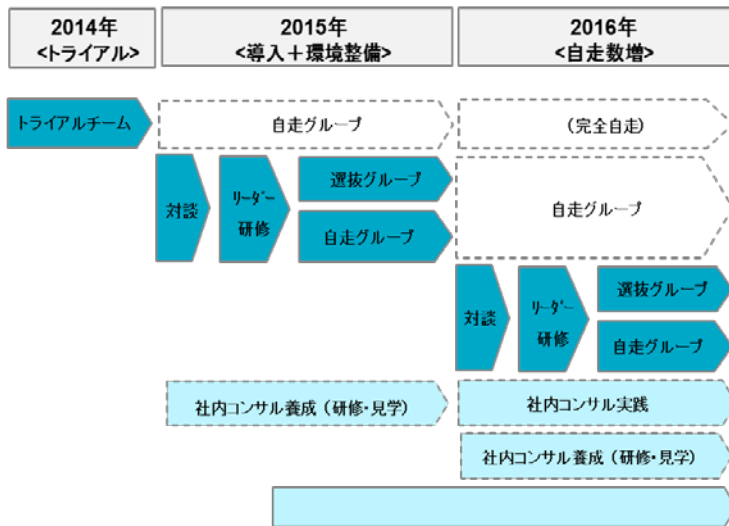 2014年
<トライアル>
2015年
<導入+環境整備>
2016年
<自走数増>
トライアルチーム
自走グループ
(完全自走)
対談
リーダー
研修
選抜グループ
自走グループ
自走グループ
対談
リーダー
研修
選抜グループ
自走グループ
社内コンサル養成(研修・見学)
社内コンサル実践
社内コンサル養成(研修・見学)